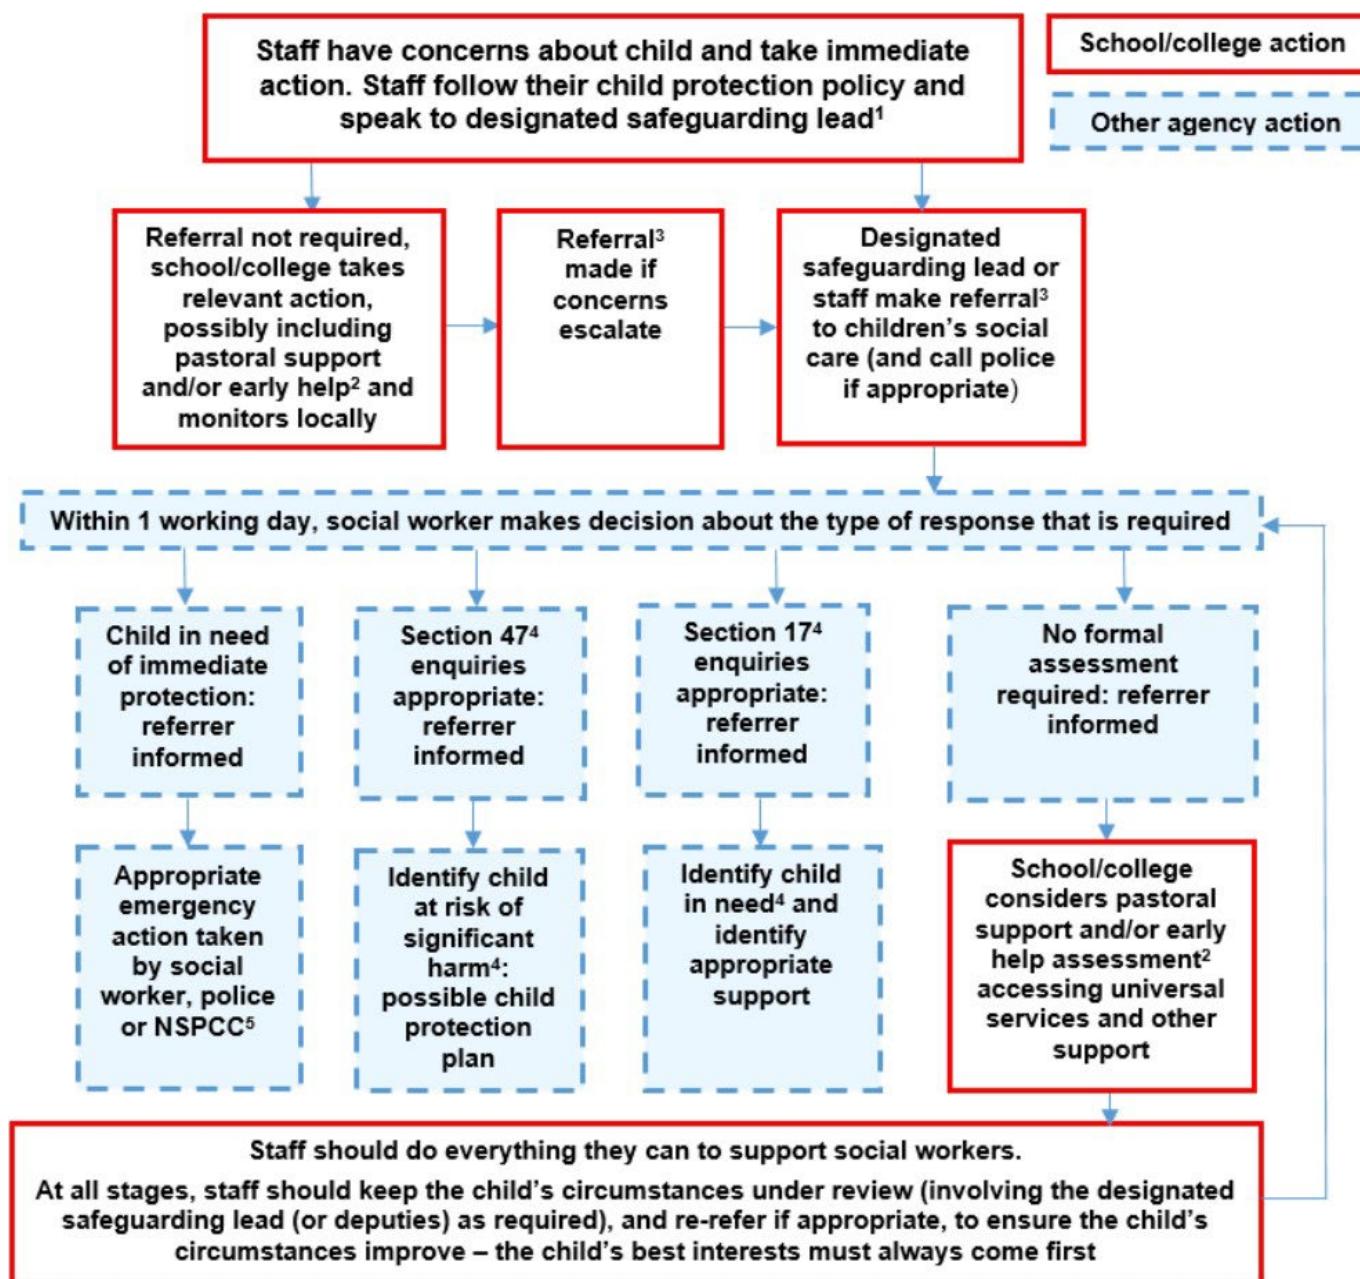 Staff have concerns about child and take immediate
action. Staff follow their child protection policy and
speak to designated safeguarding lead¹
School/college action
Other agency action
Referral not required,
school/college takes
relevant action,
possibly including
pastoral support
and/or early help² and
monitors locally
Referral³
made if
concerns
escalate
Designated
safeguarding lead or
staff make referral³
to children’s social
care (and call police
if appropriate)
Within 1 working day, social worker makes decision about the type of response that is required
Child in need
of immediate
protection:
referrer
informed
Section 47⁴
enquiries
appropriate:
referrer
informed
Section 17⁴
enquiries
appropriate:
referrer
informed
No formal
assessment
required: referrer
informed
Appropriate
emergency
action taken
by social
worker, police
or NSPCC⁵
Identify child
at risk of
significant
harm⁴:
possible child
protection
plan
Identify child
in need⁴ and
identify
appropriate
support
School/college
considers pastoral
support and/or early
help assessment²
accessing universal
services and other
support
Staff should do everything they can to support social workers.
At all stages, staff should keep the child’s circumstances under review (involving the designated
safeguarding lead (or deputies) as required), and re-refer if appropriate, to ensure the child’s
circumstances improve – the child’s best interests must always come first